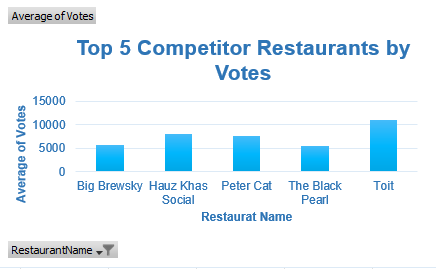 Average of Votes
Top 5 Competitor Restaurants by
Votes
Average of Votes
15000
10000
5000
0
Big Brewsky
Hauz Khas
Social
Peter Cat
The Black
Pearl
Toit
Restaurat Name
RestaurantName